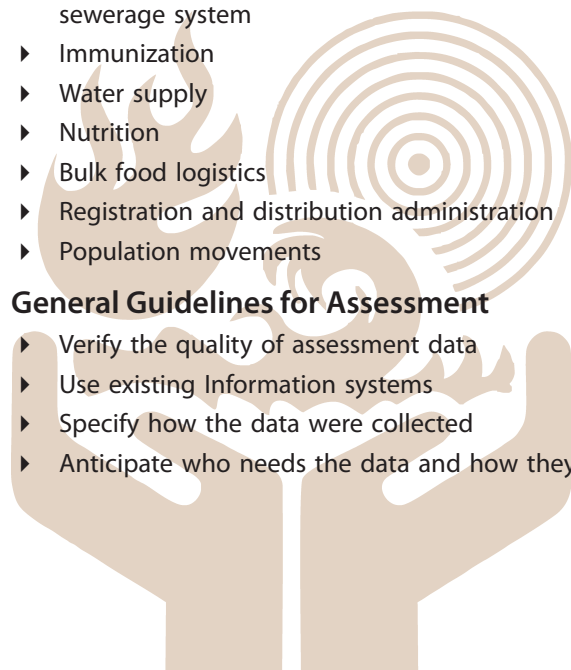 sewerage system
▸ Immunization
▸ Water supply
▸ Nutrition
▸ Bulk food logistics
▸ Registration and distribution administration
▸ Population movements
General Guidelines for Assessment
▸ Verify the quality of assessment data
▸ Use existing Information systems
▸ Specify how the data were collected
▸ Anticipate who needs the data and how they